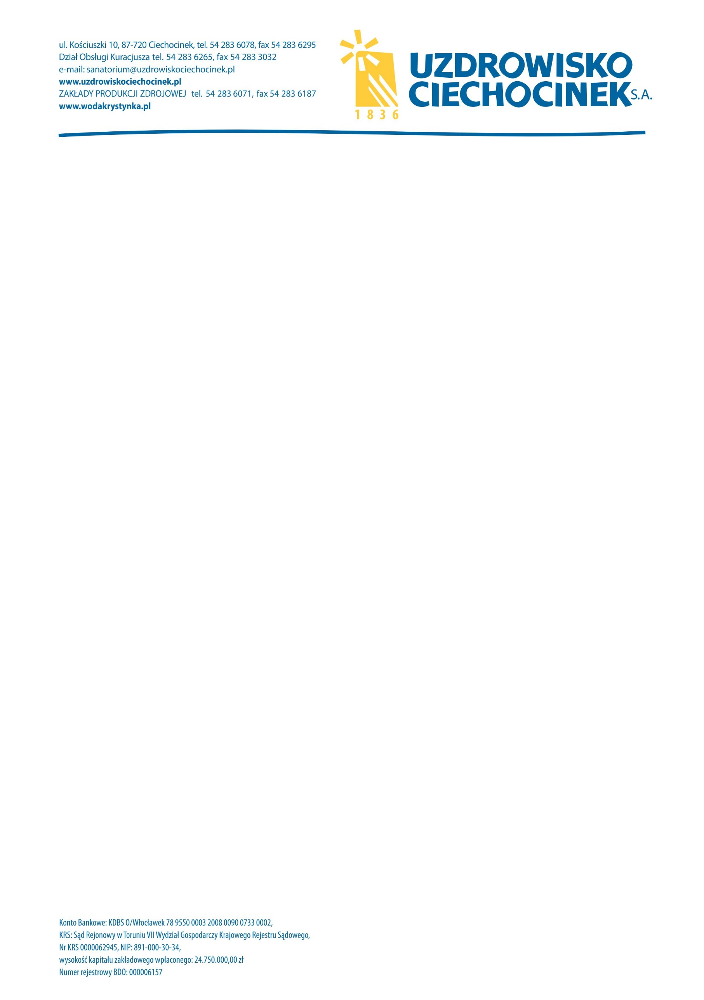 ul. Kościuszki 10, 87-720 Ciechocinek, tel. 54 283 6078, fax 54 283 6295
Dział Obsługi Kuracjusza tel. 54 283 6265, fax 54 283 3032
e-mail: sanatorium@uzdrowiskociechocinek.pl
www.uzdrowiskociechocinek.pl
ZAKŁADY PRODUKCJI ZDROJOWEJ tel. 54 283 6071, fax 54 283 6187
www.wodakrystynka.pl
UZDROWISKO
CIECHOCINEK S.A.
1836
Konto Bankowe: KDBS O/Włocławek 78 9550 0003 2008 0090 0733 0002,
KRS: Sąd Rejonowy w Toruniu VII Wydział Gospodarczy Krajowego Rejestru Sądowego,
Nr KRS 0000062945, NIP: 891-000-30-34,
wysokość kapitału zakładowego wpłaconego: 24.750.000,00 zł
Numer rejestrowy BDO: 000006157